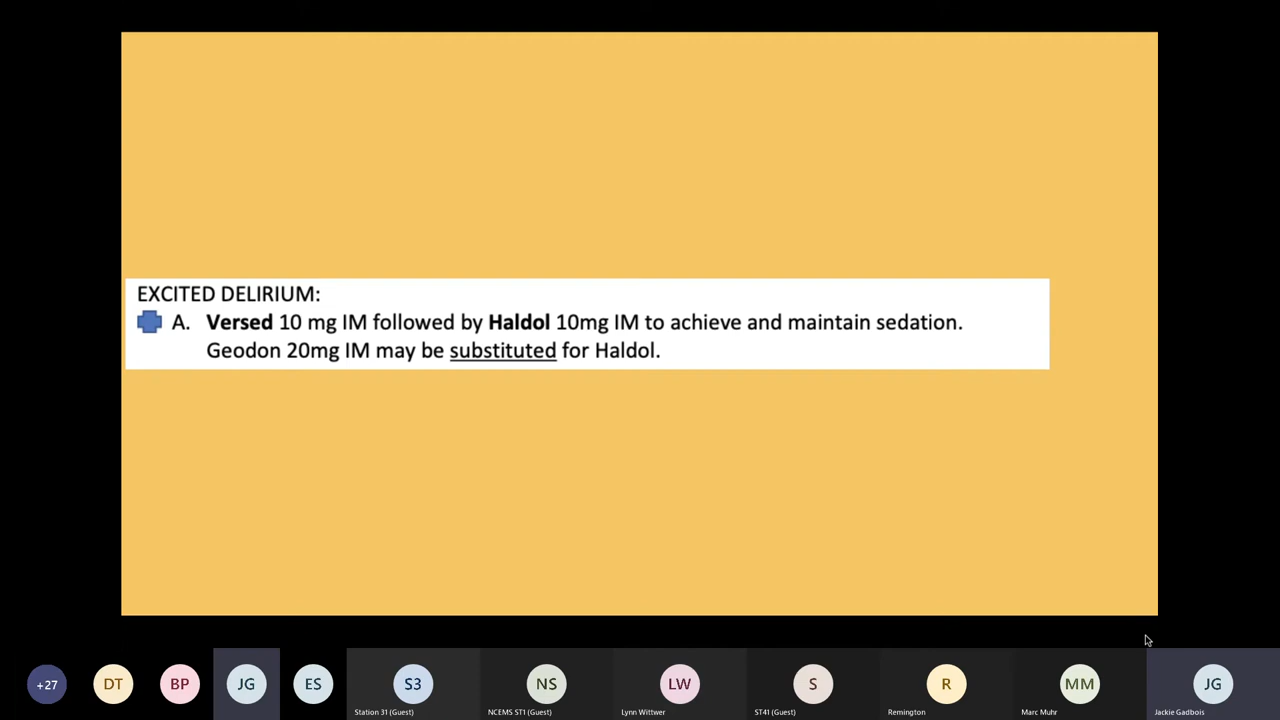 EXCITED DELIRIUM:
A. Versed 10 mg IM followed by Haldol 10mg IM to achieve and maintain sedation.
Geodon 20mg IM may be substituted for Haldol.
+27
DT
BP
JG
ES
S3
NS
LW
S
R
MM
JG
Station 31 (Guest)
NCEMS ST1 (Guest)
Lynn Wittwer
ST41 (Guest)
Remington
Marc Muhr
Jackie Gadbois